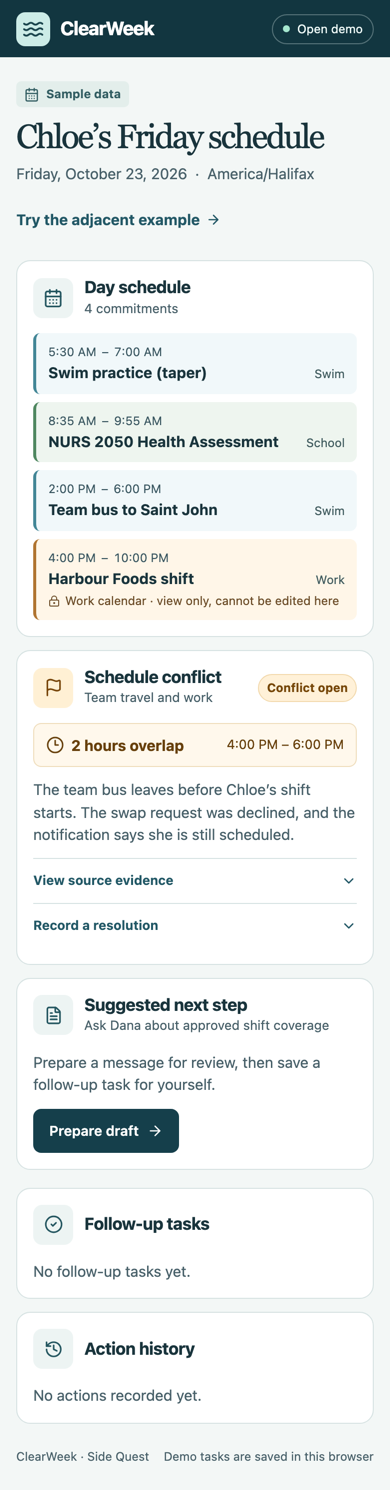 ClearWeek
Open demo
Sample data
Chloe’s Friday schedule
Friday, October 23, 2026 · America/Halifax
Try the adjacent example →
Day schedule
4 commitments
5:30 AM – 7:00 AM
Swim practice (taper) Swim
8:35 AM – 9:55 AM
NURS 2050 Health Assessment School
2:00 PM – 6:00 PM
Team bus to Saint John Swim
4:00 PM – 10:00 PM
Harbour Foods shift Work
Work calendar · view only, cannot be edited here
Schedule conflict
Team travel and work
Conflict open
2 hours overlap 4:00 PM – 6:00 PM
The team bus leaves before Chloe’s shift
starts. The swap request was declined, and the
notification says she is still scheduled.
View source evidence
Record a resolution
Suggested next step
Ask Dana about approved shift coverage
Prepare a message for review, then save a
follow-up task for yourself.
Prepare draft →
Follow-up tasks
No follow-up tasks yet.
Action history
No actions recorded yet.
ClearWeek · Side Quest Demo tasks are saved in this browser